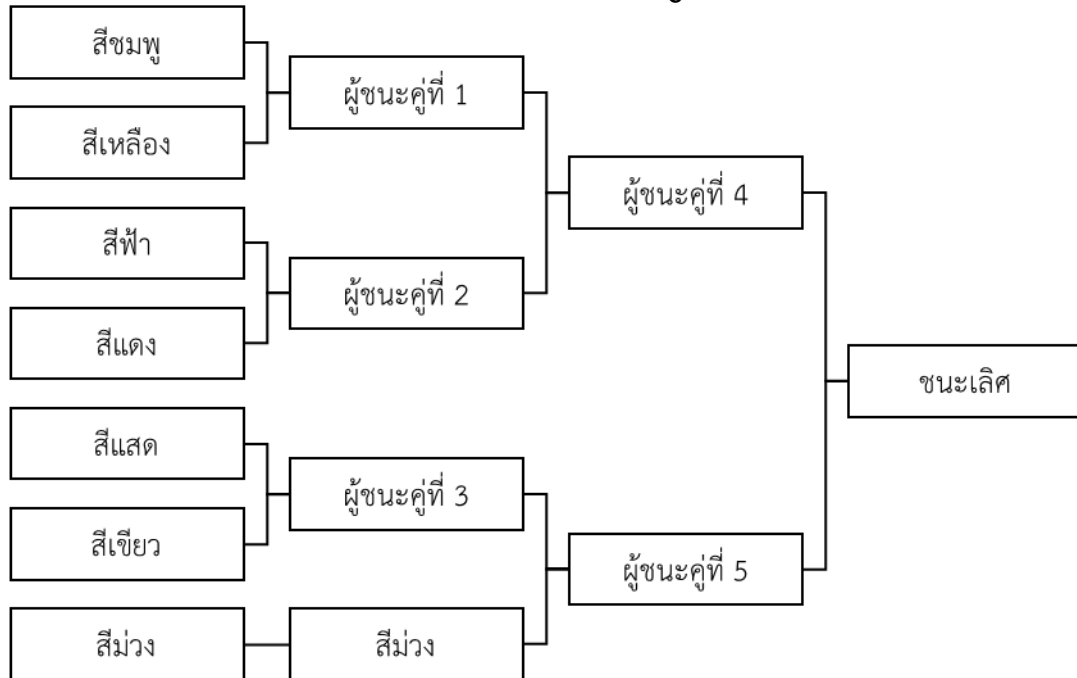 สีชมพู
สีเหลือง
สีฟ้า
สีแดง
สีแสด
สีเขียว
สีม่วง
ผู้ชนะคู่ที่ 1
ผู้ชนะคู่ที่ 2
ผู้ชนะคู่ที่ 3
สีม่วง
ผู้ชนะคู่ที่ 4
ผู้ชนะคู่ที่ 5
ชนะเลิศ